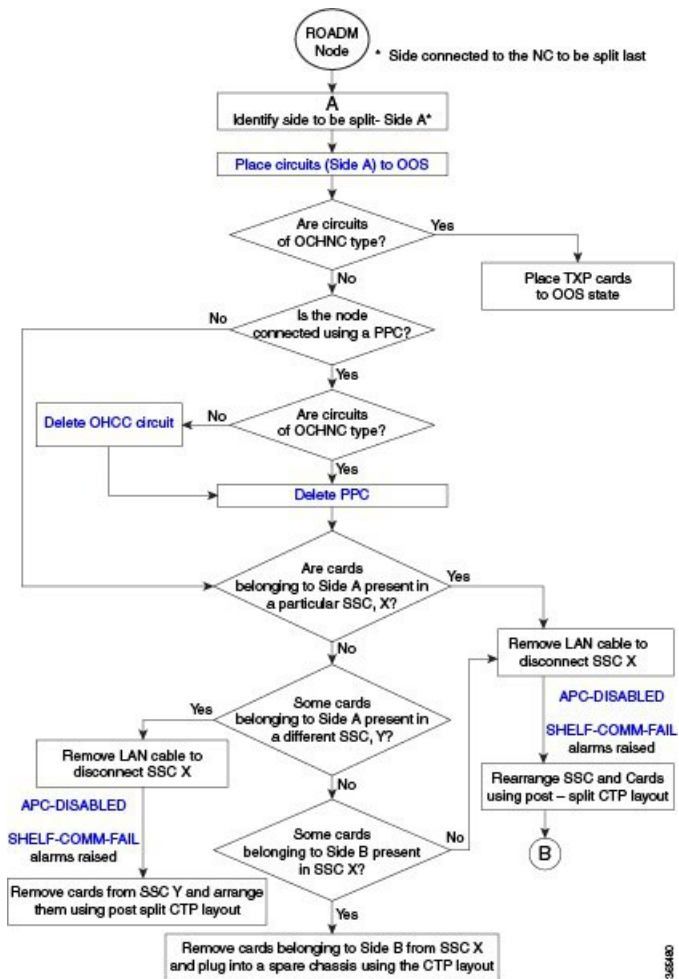 ROADM
Node
* Side connected to the NC to be split last
A
Identify side to be split- Side A*
Place circuits (Side A) to OOS
Are circuits
of OCHNC type?
Yes
No
Place TXP cards
to OOS state
Is the node
connected using a PPC?
No
Yes
Are circuits
of OCHNC type?
No
Delete OHCC circuit
Yes
Delete PPC
Are cards
belonging to Side A present in
a particular SSC, X?
Yes
No
Remove LAN cable to
disconnect SSC X
APC-DISABLED
SHELF-COMM-FAIL
alarms raised
Rearrange SSC and Cards
using post – split CTP layout
B
Some cards
belonging to Side A present in
a different SSC, Y?
Yes
No
Remove LAN cable to
disconnect SSC X
APC-DISABLED
SHELF-COMM-FAIL
alarms raised
Remove cards from SSC Y and arrange
them using post split CTP layout
Some cards
belonging to Side B present
in SSC X?
No
Yes
Remove cards belonging to Side B from SSC X
and plug into a spare chassis using the CTP layout